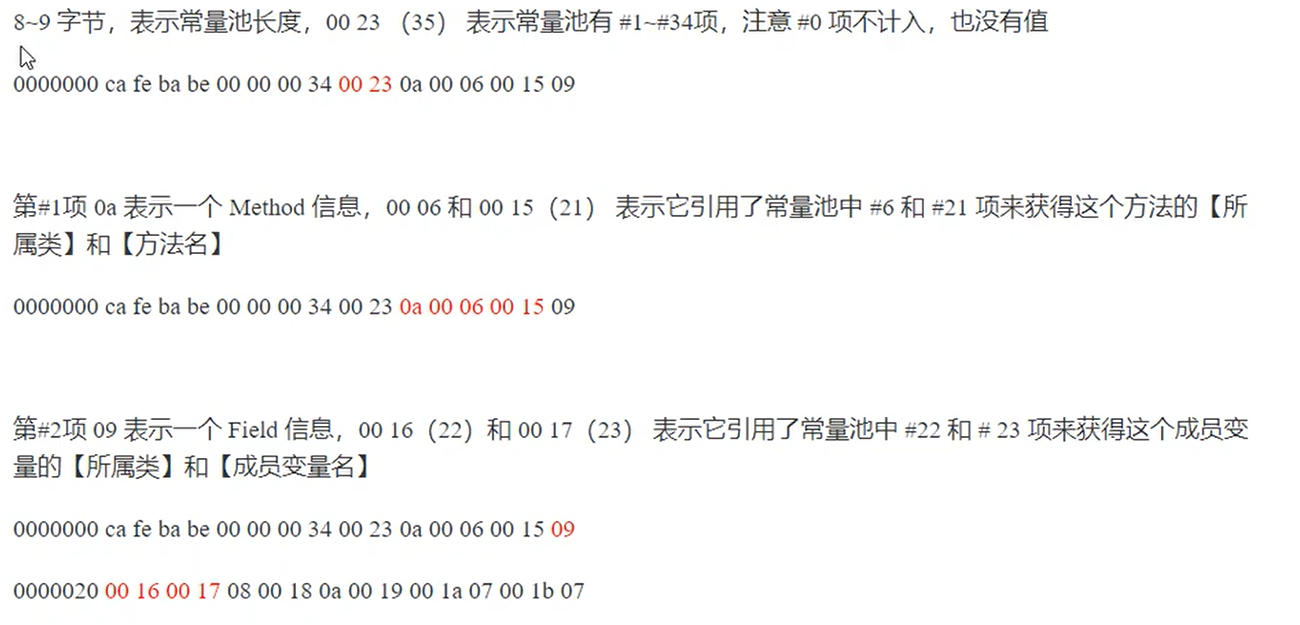 8~9 字节，表示常量池长度，00 23 （35） 表示常量池有 #1~#34项，注意 #0 项不计入，也没有值
0000000 ca fe ba be 00 00 00 34 00 23 0a 00 06 00 15 09
第#1项 0a 表示一个 Method 信息，00 06 和 00 15（21） 表示它引用了常量池中 #6 和 #21 项来获得这个方法的【所
属类】和【方法名】
0000000 ca fe ba be 00 00 00 34 00 23 0a 00 06 00 15 09
第#2项 09 表示一个 Field 信息，00 16（22）和 00 17（23） 表示它引用了常量池中 #22 和 # 23 项来获得这个成员变
量的【所属类】和【成员变量名】
0000000 ca fe ba be 00 00 00 34 00 23 0a 00 06 00 15 09
0000020 00 16 00 17 08 00 18 0a 00 19 00 1a 07 00 1b 07